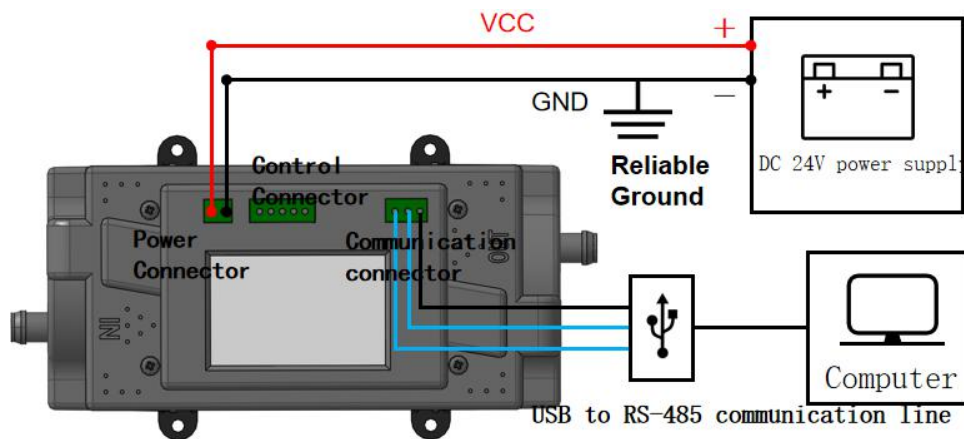 VCC
+
GND
−
+ −
DC 24V power suppl
Reliable
Ground
Control
Connector
Power
Connector
Communication
connector
OUT
IN
Computer
USB to RS-485 communication line